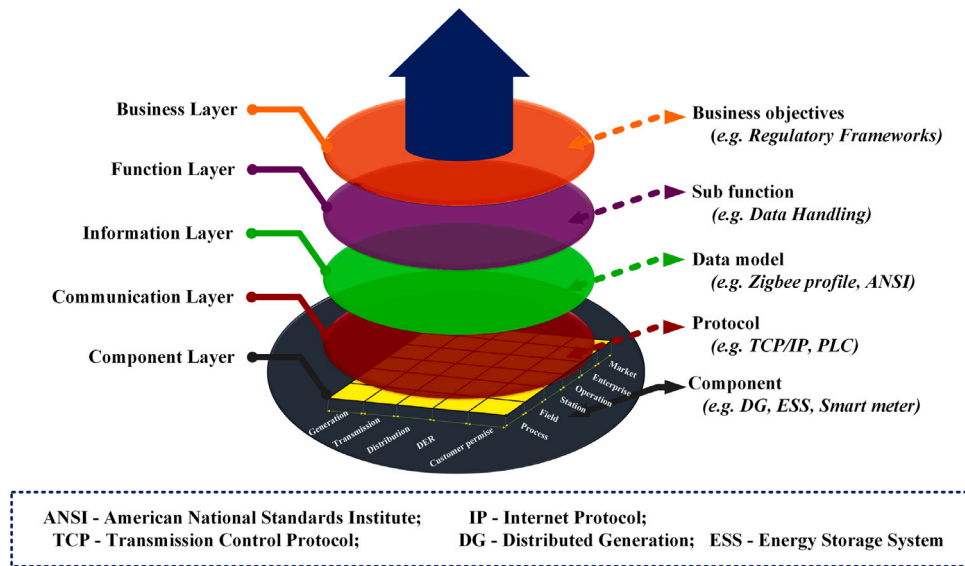 Business Layer
Function Layer
Information Layer
Communication Layer
Component Layer
Business objectives
(e.g. Regulatory Frameworks)
Sub function
(e.g. Data Handling)
Data model
(e.g. Zigbee profile, ANSI)
Protocol
(e.g. TCP/IP, PLC)
Component
(e.g. DG, ESS, Smart meter)
Generation
Transmission
Distribution
DER
Customer permise
Process
Field
Station
Operation
Enterprise
Market
ANSI - American National Standards Institute; IP - Internet Protocol;
TCP - Transmission Control Protocol; DG - Distributed Generation; ESS - Energy Storage System